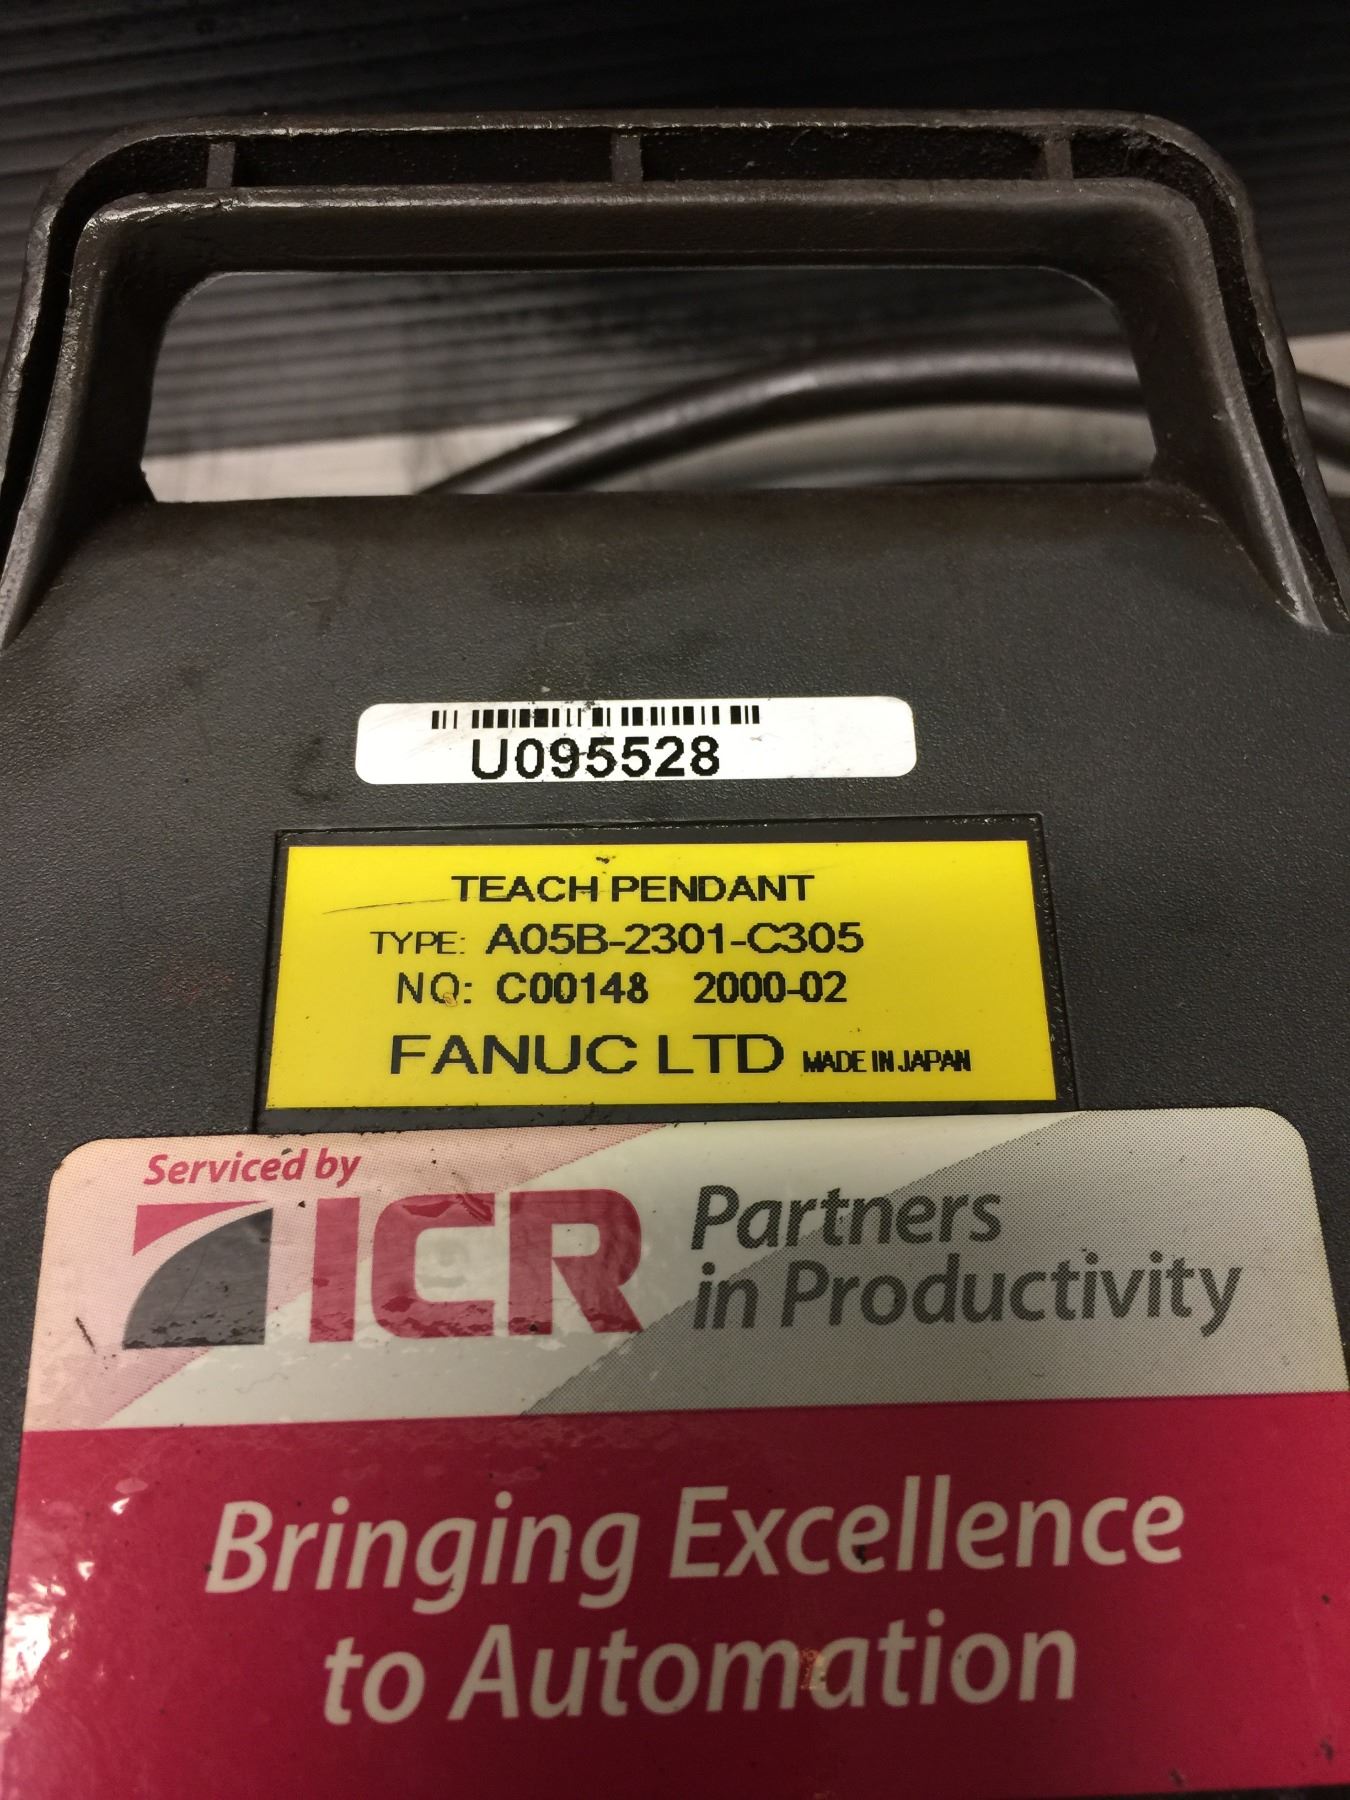 U095528
TEACH PENDANT
TYPE: A05B-2301-C305
NO: C00148 2000-02
FANUC LTD MADE IN JAPAN
Serviced by
ICR
Partners
in Productivity
Bringing Excellence
to Automation